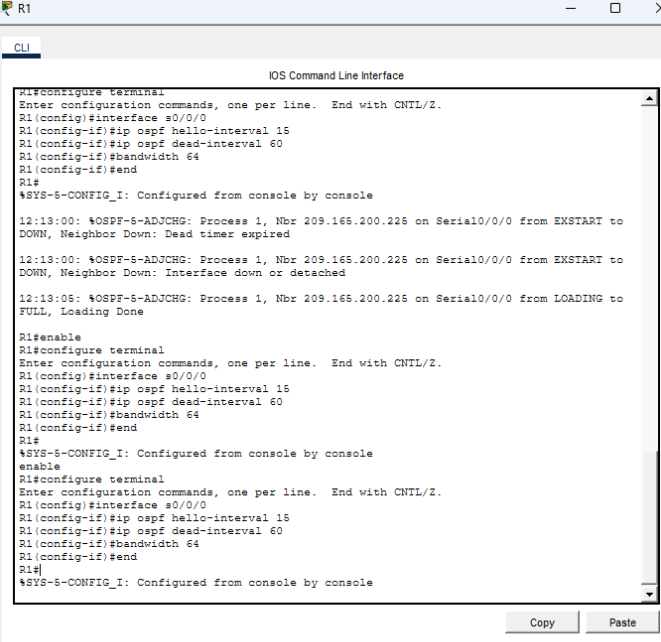 R1
CLI
IOS Command Line Interface
R1#configure terminal
Enter configuration commands, one per line.  End with CNTL/Z.
R1(config)#interface s0/0/0
R1(config-if)#ip ospf hello-interval 15
R1(config-if)#ip ospf dead-interval 60
R1(config-if)#bandwidth 64
R1(config-if)#end
R1#
%SYS-5-CONFIG_I: Configured from console by console
12:13:00: %OSPF-5-ADJCHG: Process 1, Nbr 209.165.200.225 on Serial0/0/0 from EXSTART to
DOWN, Neighbor Down: Dead timer expired
12:13:00: %OSPF-5-ADJCHG: Process 1, Nbr 209.165.200.225 on Serial0/0/0 from EXSTART to
DOWN, Neighbor Down: Interface down or detached
12:13:05: %OSPF-5-ADJCHG: Process 1, Nbr 209.165.200.225 on Serial0/0/0 from LOADING to
FULL, Loading Done
R1#enable
R1#configure terminal
Enter configuration commands, one per line.  End with CNTL/Z.
R1(config)#interface s0/0/0
R1(config-if)#ip ospf hello-interval 15
R1(config-if)#ip ospf dead-interval 60
R1(config-if)#bandwidth 64
R1(config-if)#end
R1#
%SYS-5-CONFIG_I: Configured from console by console
enable
R1#configure terminal
Enter configuration commands, one per line.  End with CNTL/Z.
R1(config)#interface s0/0/0
R1(config-if)#ip ospf hello-interval 15
R1(config-if)#ip ospf dead-interval 60
R1(config-if)#bandwidth 64
R1(config-if)#end
R1#
%SYS-5-CONFIG_I: Configured from console by console
Copy
Paste